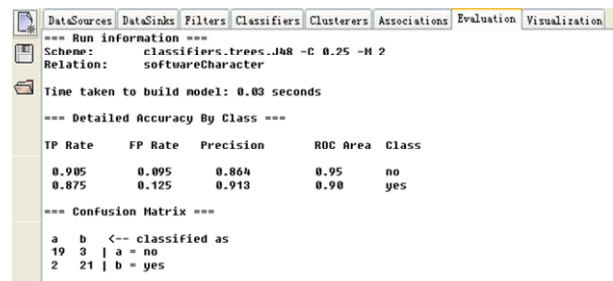 DataSources DataSinks Filters Classifiers Clusterers Associations Evaluation Visualization
=== Run information ===
Scheme: classifiers.trees.J48 -C 0.25 -M 2
Relation: softwareCharacter
Time taken to build model: 0.03 seconds
=== Detailed Accuracy By Class ===
TP Rate FP Rate Precision ROC Area Class
0.905 0.095 0.864 0.95 no
0.875 0.125 0.913 0.90 yes
=== Confusion Matrix ===
a b <-- classified as
19 3 | a = no
2 21 | b = yes